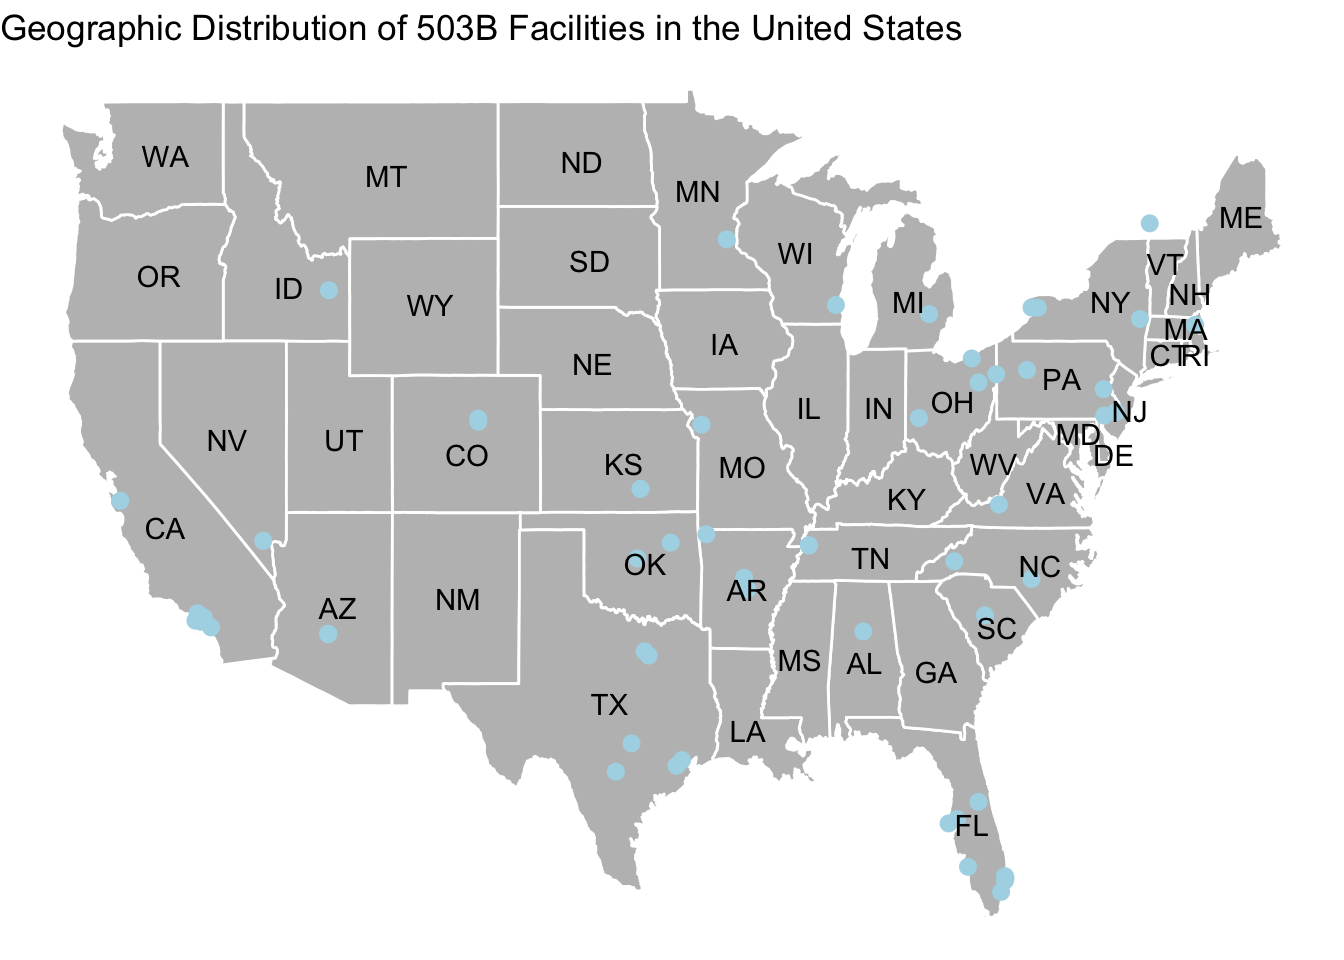 Geographic Distribution of 503B Facilities in the United States
WA
MT
ND
MN
ME
OR
ID
WY
SD
WI
MI
NY
VT
NH
MA
CT
RI
IA
NE
PA
NV
UT
CO
KS
MO
IL
IN
OH
NJ
MD
DE
WV
VA
KY
CA
AZ
NM
OK
AR
TN
NC
SC
TX
LA
MS
AL
GA
FL